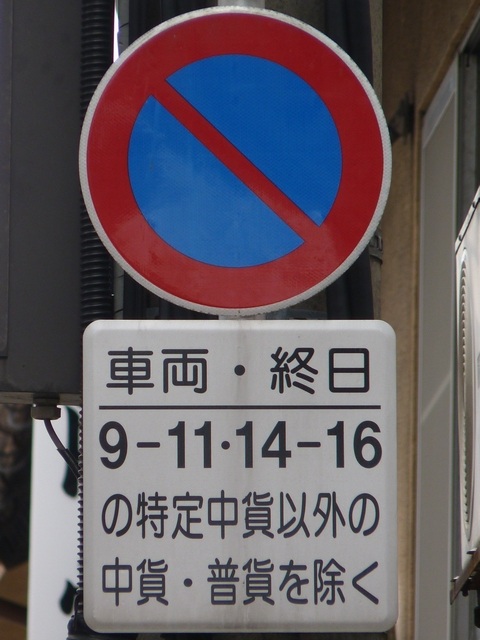 車両・終日
9-11・14-16
の特定中貨以外の
中貨・普貨を除く